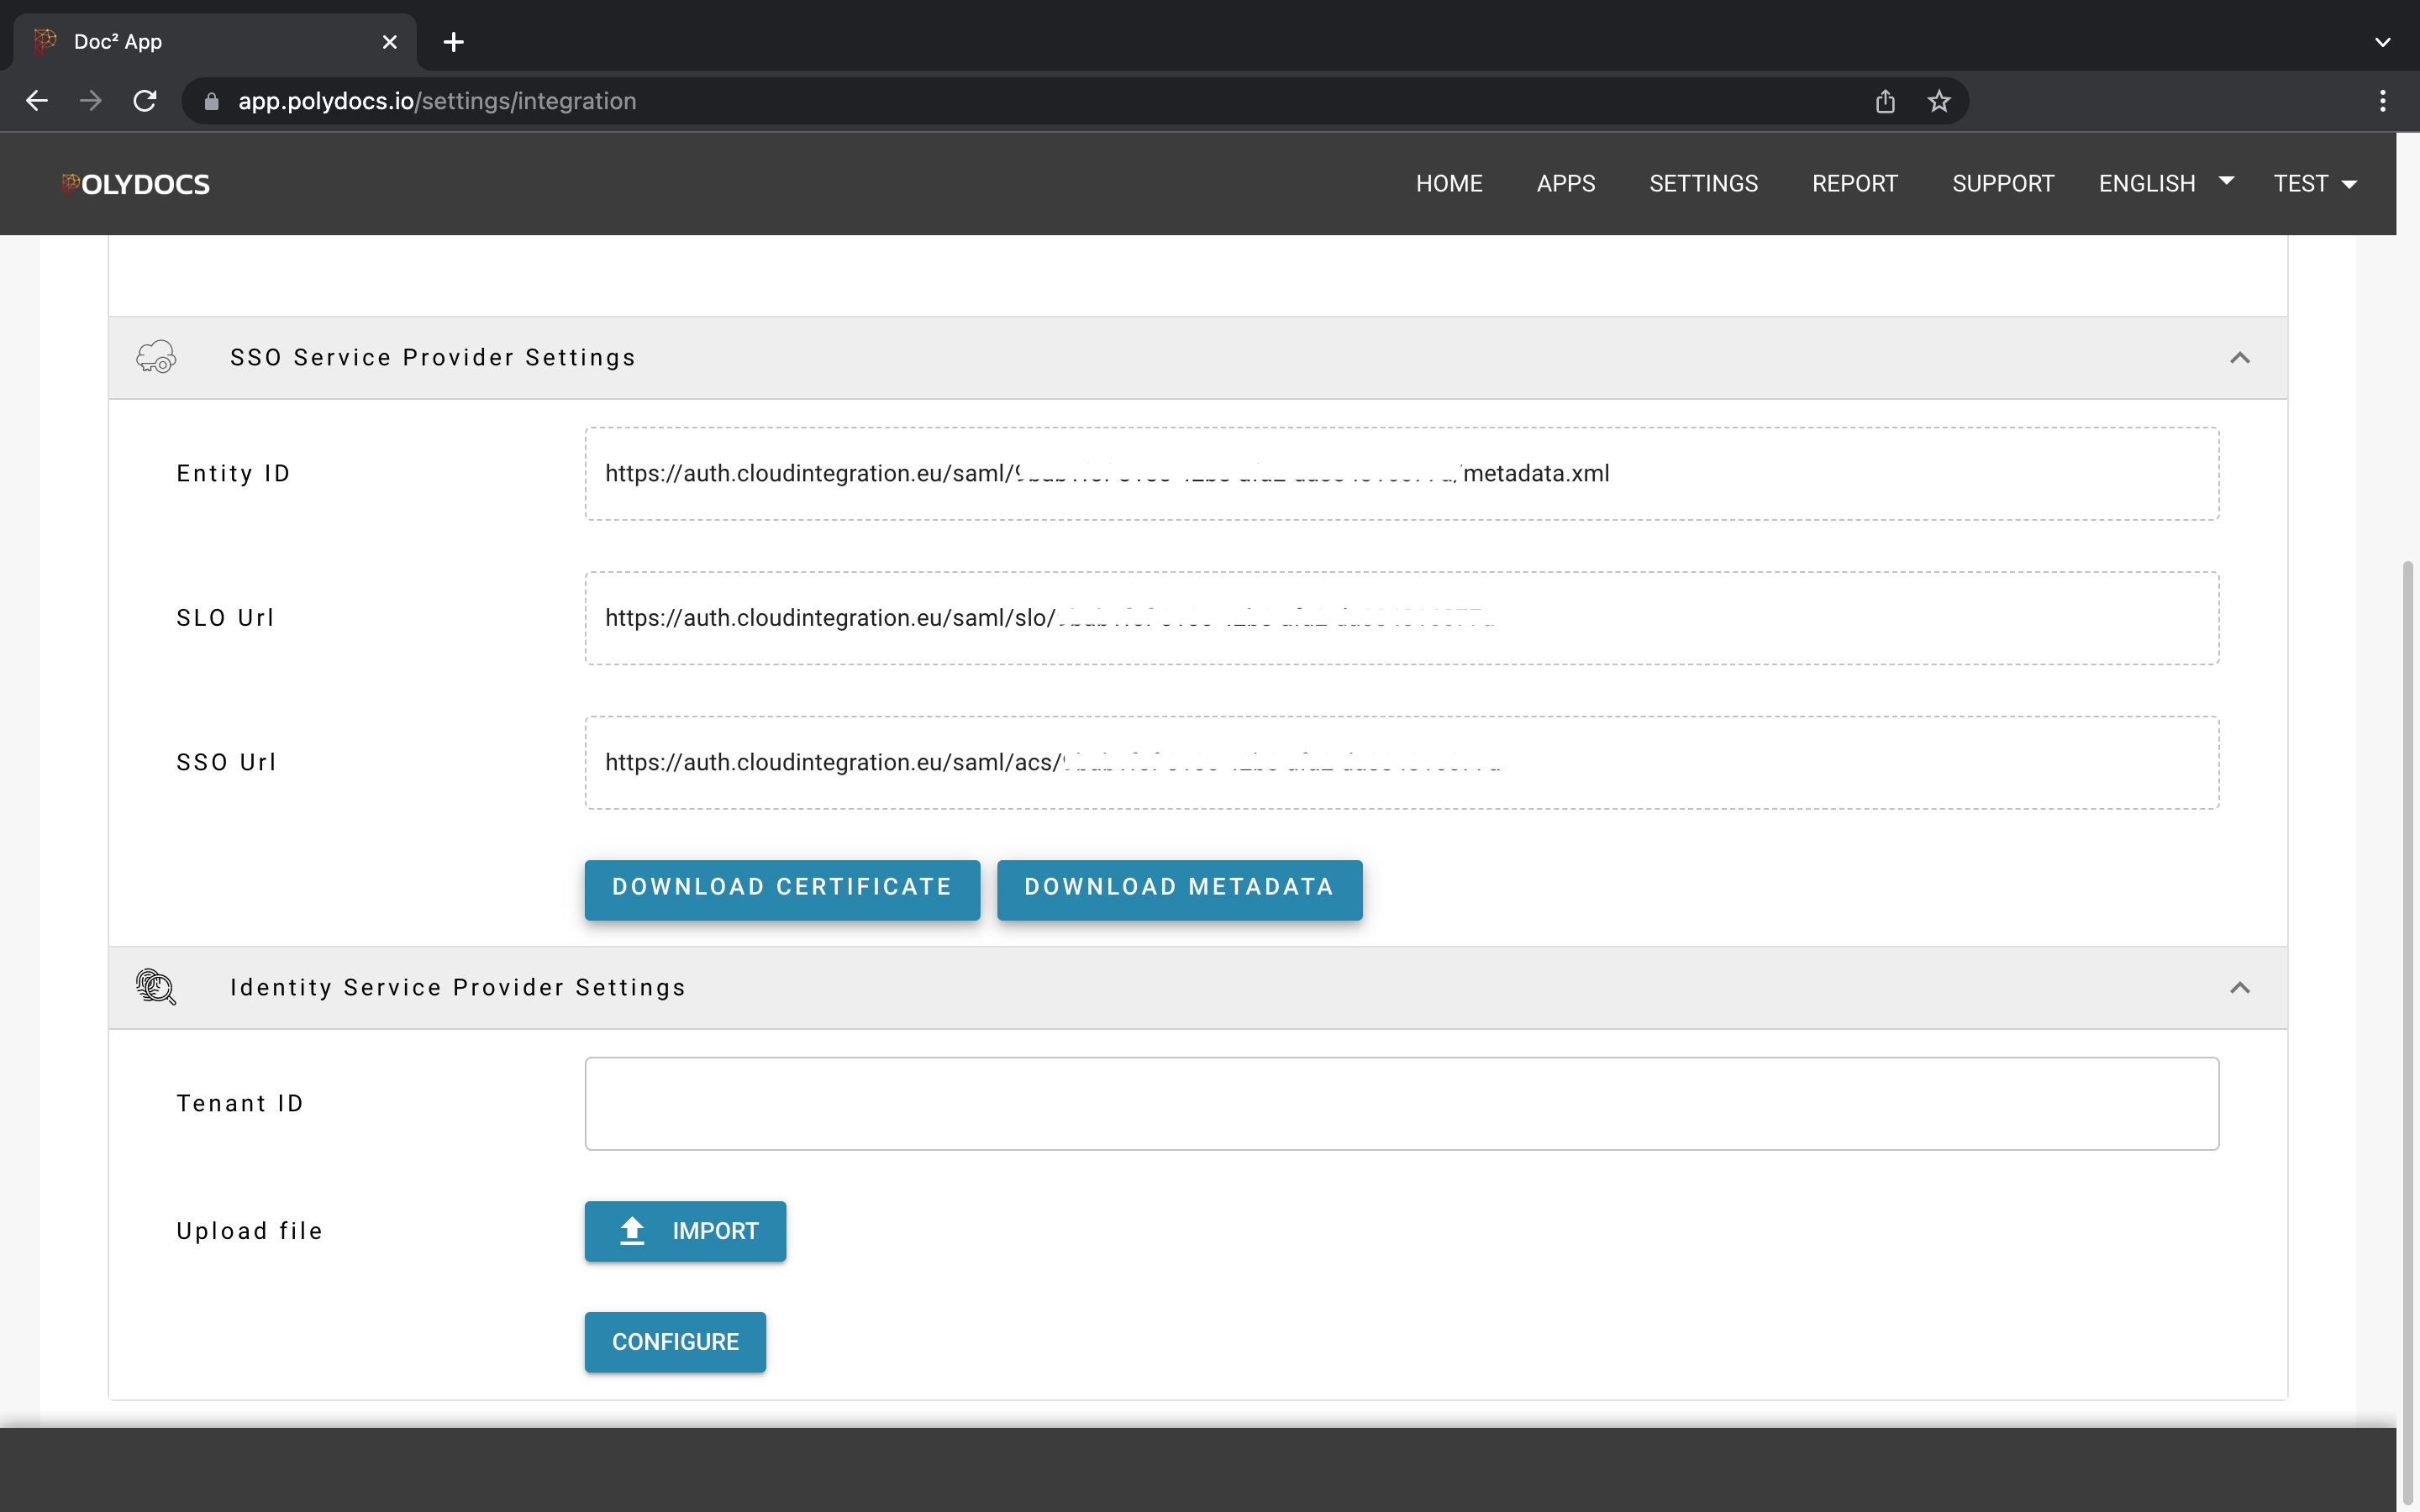 Doc² App
app.polydocs.io/settings/integration
POLYDOCS
HOME APPS SETTINGS REPORT SUPPORT ENGLISH TEST
SSO Service Provider Settings
Entity ID
https://auth.cloudintegration.eu/saml/ /metadata.xml
SLO Url
https://auth.cloudintegration.eu/saml/slo/
SSO Url
https://auth.cloudintegration.eu/saml/acs/
DOWNLOAD CERTIFICATE DOWNLOAD METADATA
Identity Service Provider Settings
Tenant ID
Upload file
IMPORT
CONFIGURE